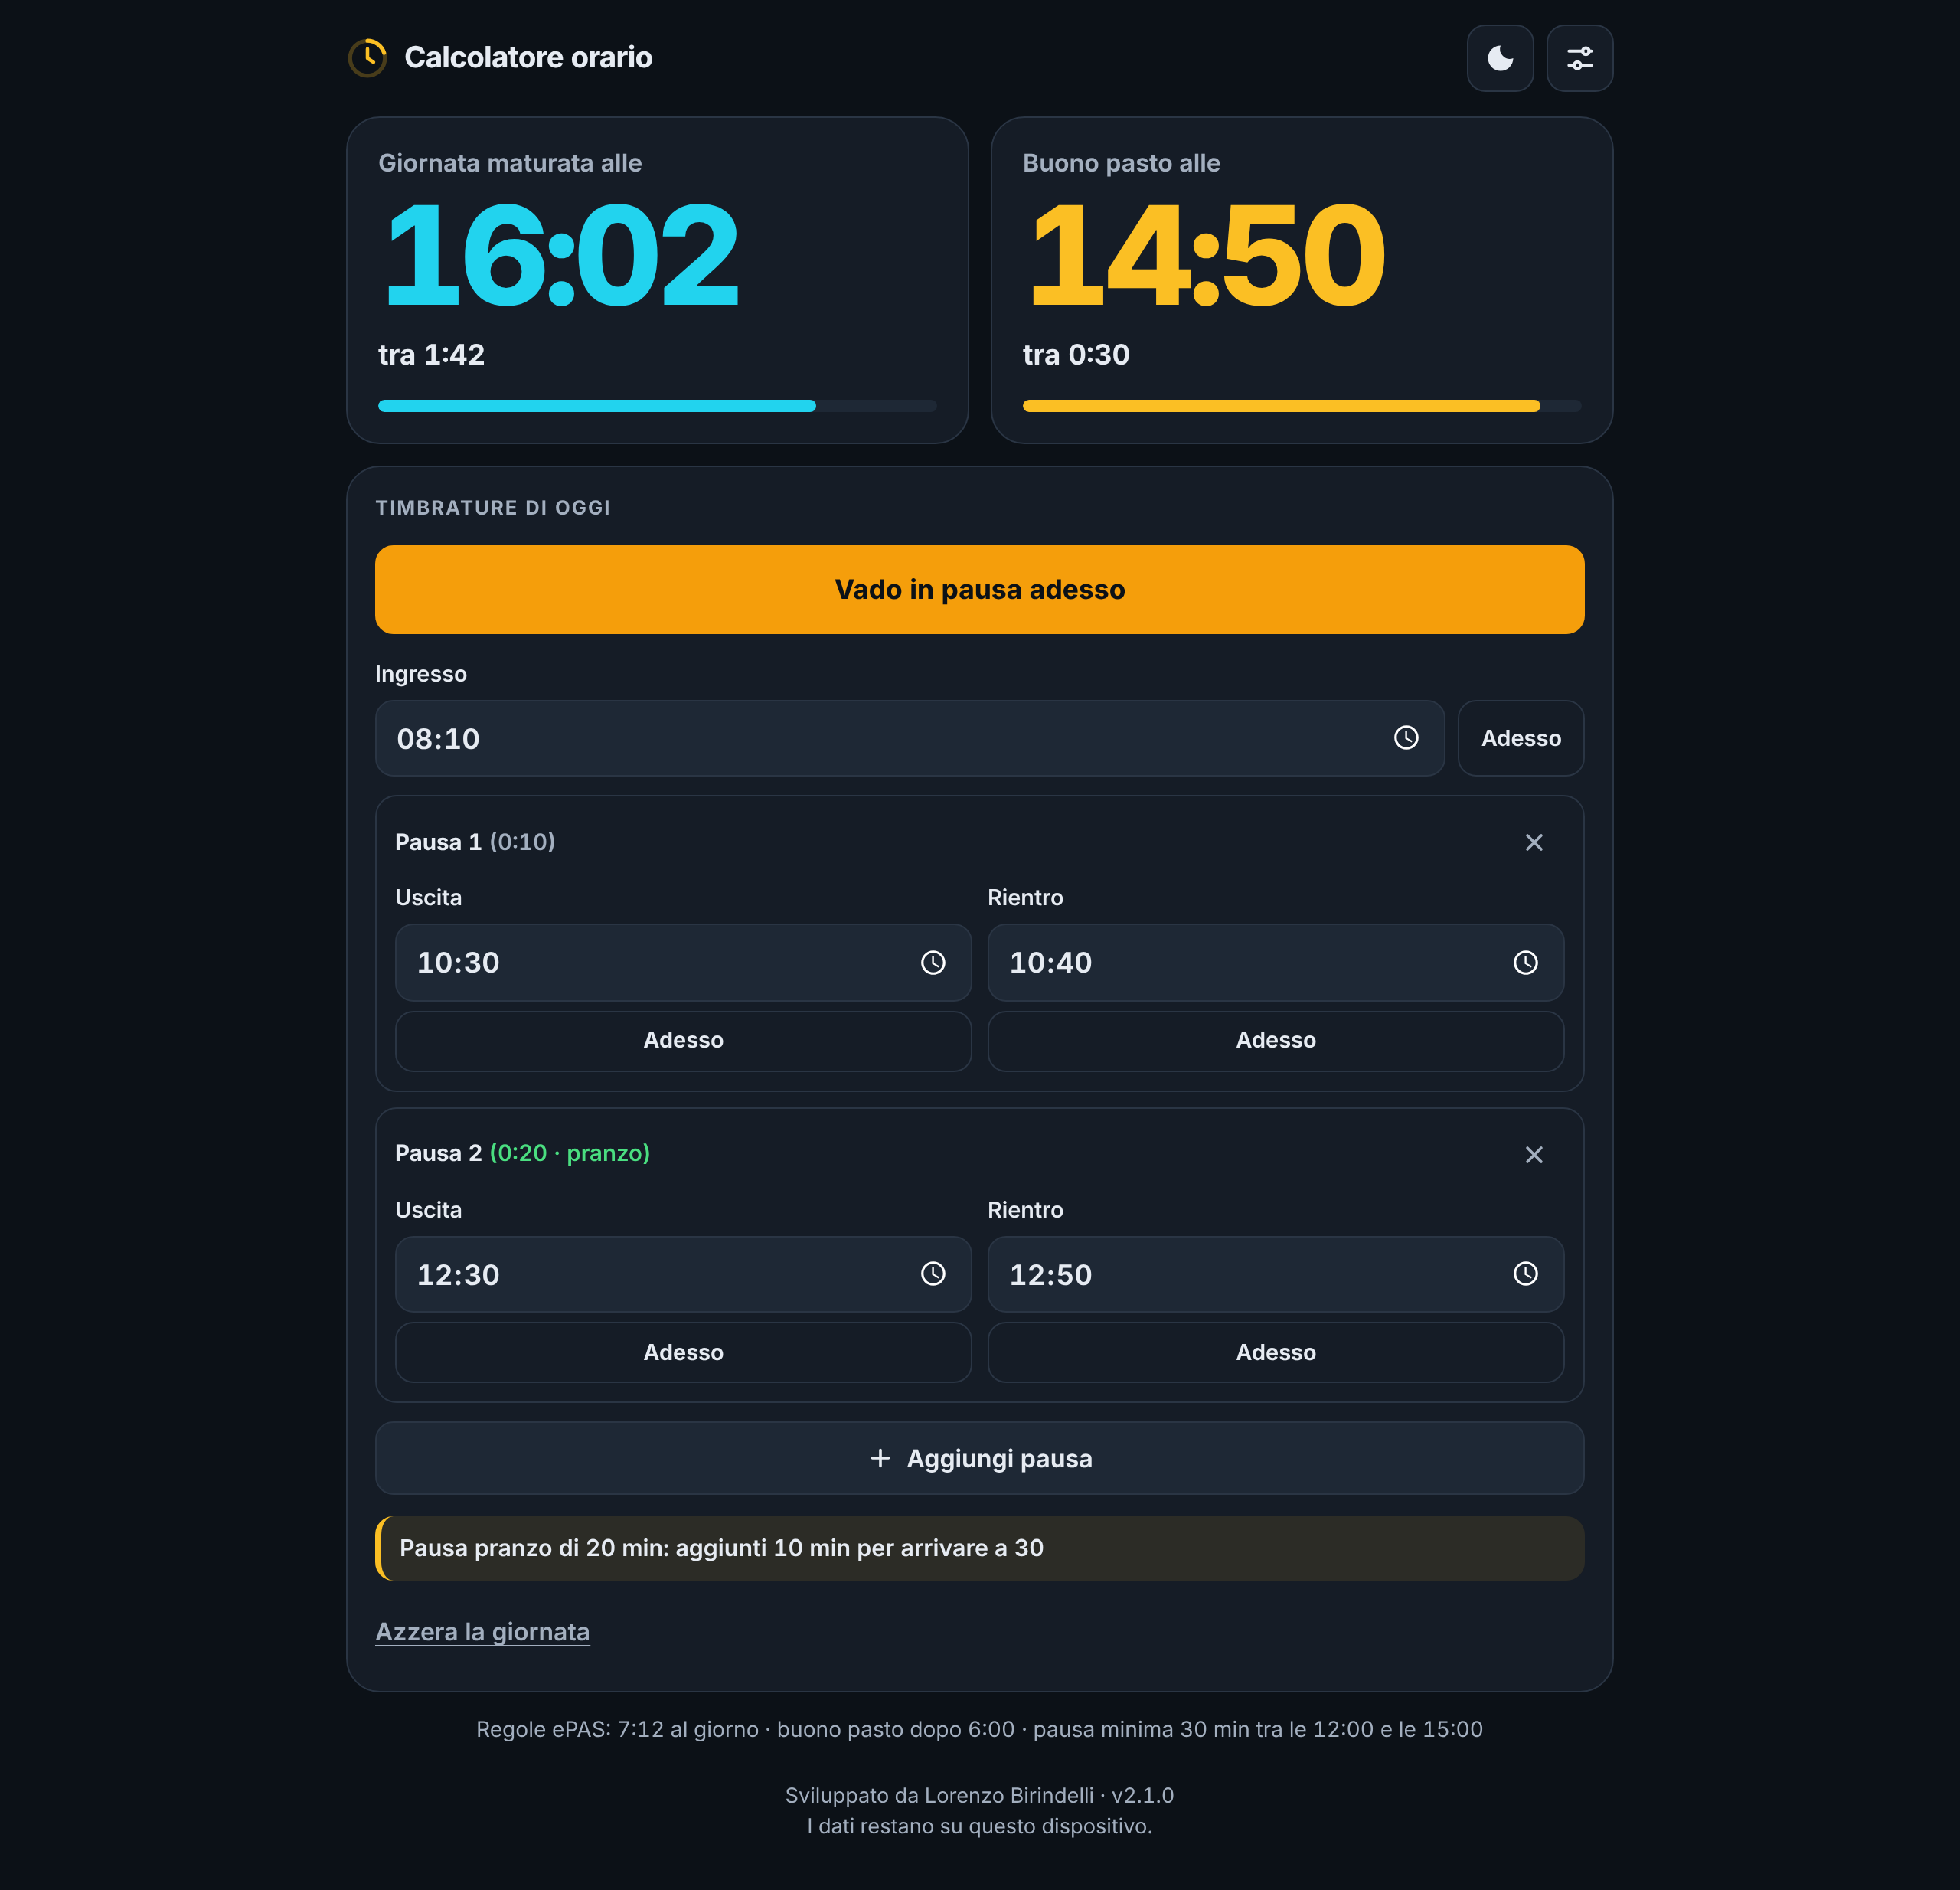 Calcolatore orario
Giornata maturata alle
16:02
tra 1:42
Buono pasto alle
14:50
tra 0:30
TIMBRATURE DI OGGI
Vado in pausa adesso
Ingresso
08:10
Adesso
Pausa 1 (0:10)
Uscita
Rientro
10:30
10:40
Adesso
Adesso
Pausa 2 (0:20 · pranzo)
Uscita
Rientro
12:30
12:50
Adesso
Adesso
+ Aggiungi pausa
Pausa pranzo di 20 min: aggiunti 10 min per arrivare a 30
Azzera la giornata
Regole ePAS: 7:12 al giorno · buono pasto dopo 6:00 · pausa minima 30 min tra le 12:00 e le 15:00
Sviluppato da Lorenzo Birindelli · v2.1.0
I dati restano su questo dispositivo.